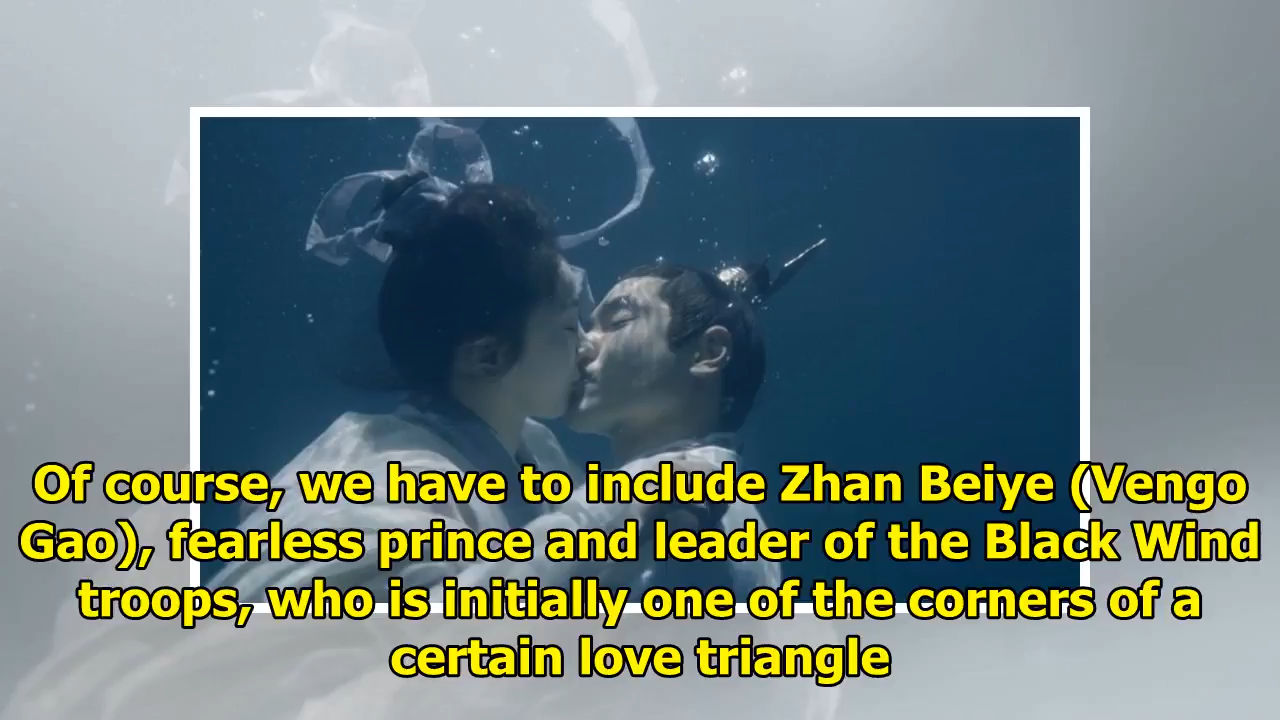 Of course, we have to include Zhan Beiye (Vengo
Gao), fearless prince and leader of the Black Wind
troops, who is initially one of the corners of a
certain love triangle